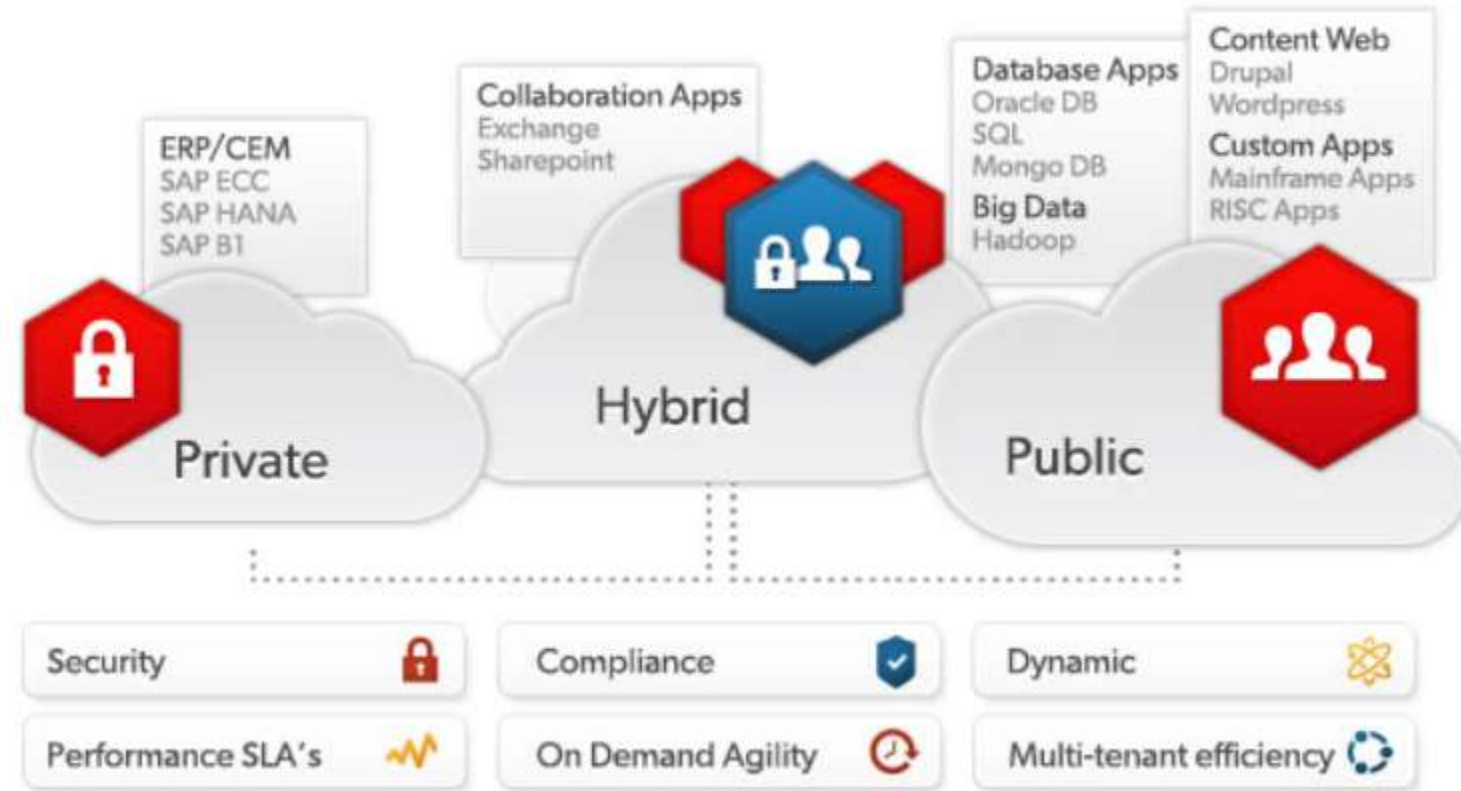 ERP/CEM
SAP ECC
SAP HANA
SAP B1
Collaboration Apps
Exchange
Sharepoint
Database Apps
Oracle DB
SQL
Mongo DB
Big Data
Hadoop
Content Web
Drupal
Wordpress
Custom Apps
Mainframe Apps
RISC Apps
Private
Hybrid
Public
Security
Compliance
Dynamic
Performance SLA's
On Demand Agility
Multi-tenant efficiency